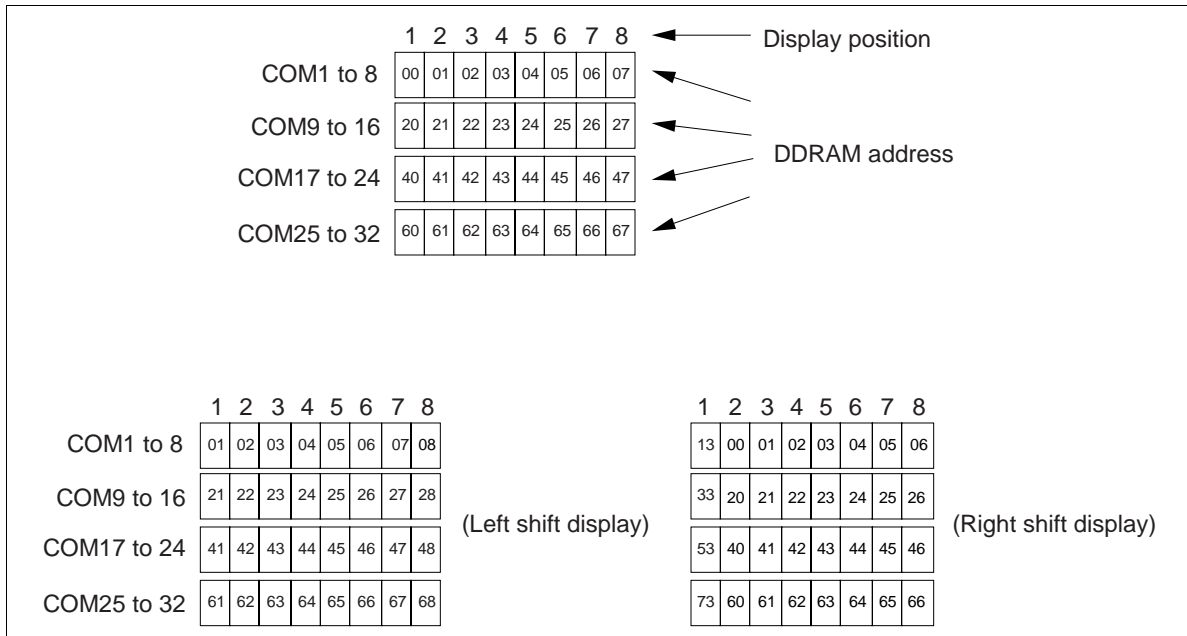 1 2 3 4 5 6 7 8 Display position
COM1 to 8 00 01 02 03 04 05 06 07
COM9 to 16 20 21 22 23 24 25 26 27
DDRAM address
COM17 to 24 40 41 42 43 44 45 46 47
COM25 to 32 60 61 62 63 64 65 66 67
1 2 3 4 5 6 7 8
COM1 to 8 01 02 03 04 05 06 07 08
COM9 to 16 21 22 23 24 25 26 27 28
(Left shift display)
COM17 to 24 41 42 43 44 45 46 47 48
COM25 to 32 61 62 63 64 65 66 67 68
1 2 3 4 5 6 7 8
13 00 01 02 03 04 05 06
33 20 21 22 23 24 25 26
(Right shift display)
53 40 41 42 43 44 45 46
73 60 61 62 63 64 65 66